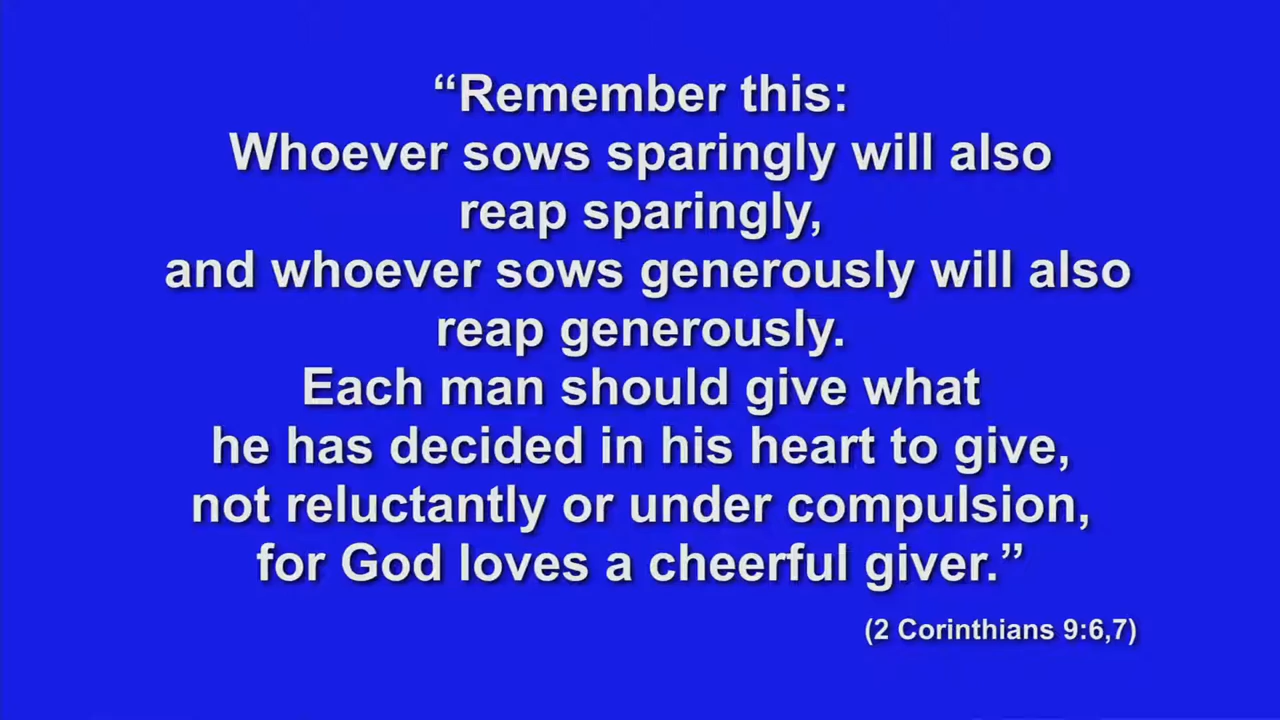 “Remember this:
Whoever sows sparingly will also
reap sparingly,
and whoever sows generously will also
reap generously.
Each man should give what
he has decided in his heart to give,
not reluctantly or under compulsion,
for God loves a cheerful giver.”
(2 Corinthians 9:6,7)